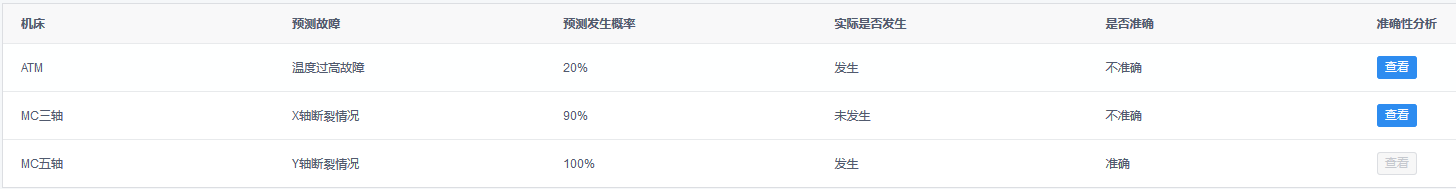 机床 预测故障 预测发生概率 实际是否发生 是否准确 准确性分析
ATM 温度过高故障 20% 发生 不准确 查看
MC三轴 X轴断裂情况 90% 未发生 不准确 查看
MC五轴 Y轴断裂情况 100% 发生 准确 查看